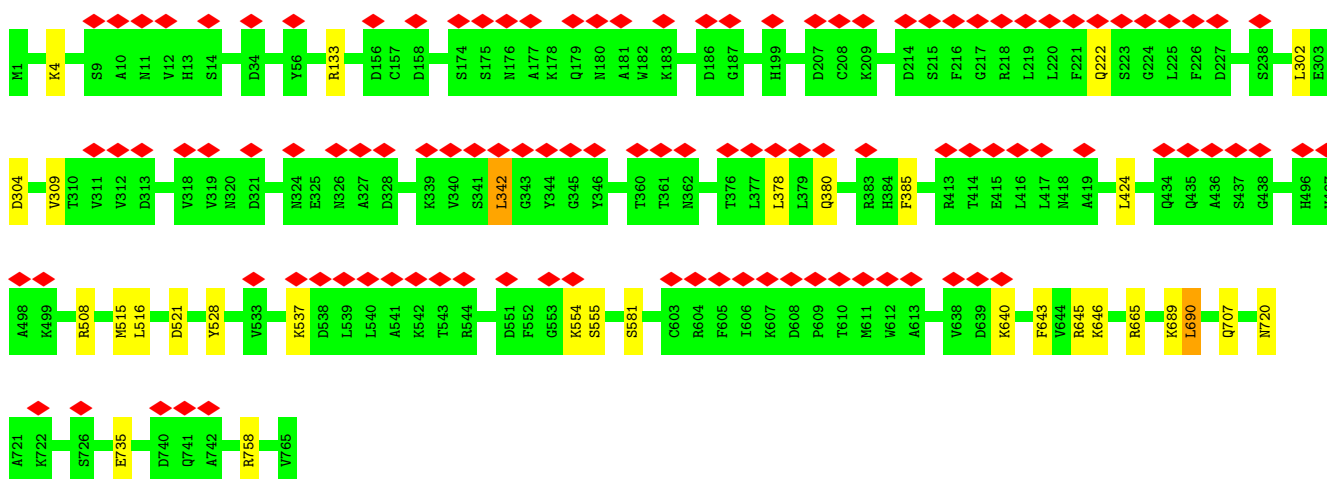 M1 K4 S9 A10 N11 V12 H13 S14 D34 Y56 R133 D156 C157 D158 S174 S175 N176 A177 K178 Q179 N180 A181 W182 K183 D186 G187 H199 D207 C208 K209 D214 S215 F216 G217 R218 L219 L220 F221 Q222 S223 G224 L225 F226 D227 S238 L302 E303
D304 V309 T310 V311 V312 D313 V318 V319 N320 D321 N324 E325 N326 A327 D328 K339 V340 S341 L342 G343 Y344 G345 Y346 T360 T361 N362 T376 L377 L378 L379 Q380 R383 H384 F385 R413 T414 E415 L416 L417 N418 A419 L424 Q434 Q435 A436 S437 G438 H496
A498 K499 R508 M515 L516 D521 Y528 V533 K537 D538 L539 L540 A541 K542 T543 R544 D551 F552 G553 K554 S555 S581 C603 R604 F605 I606 K607 D608 P609 T610 M611 W612 A613 V638 D639 K640 F643 V644 R645 K646 R665 K689 L690 Q707 N720
A721 K722 S726 E735 D740 Q741 A742 R758 V765